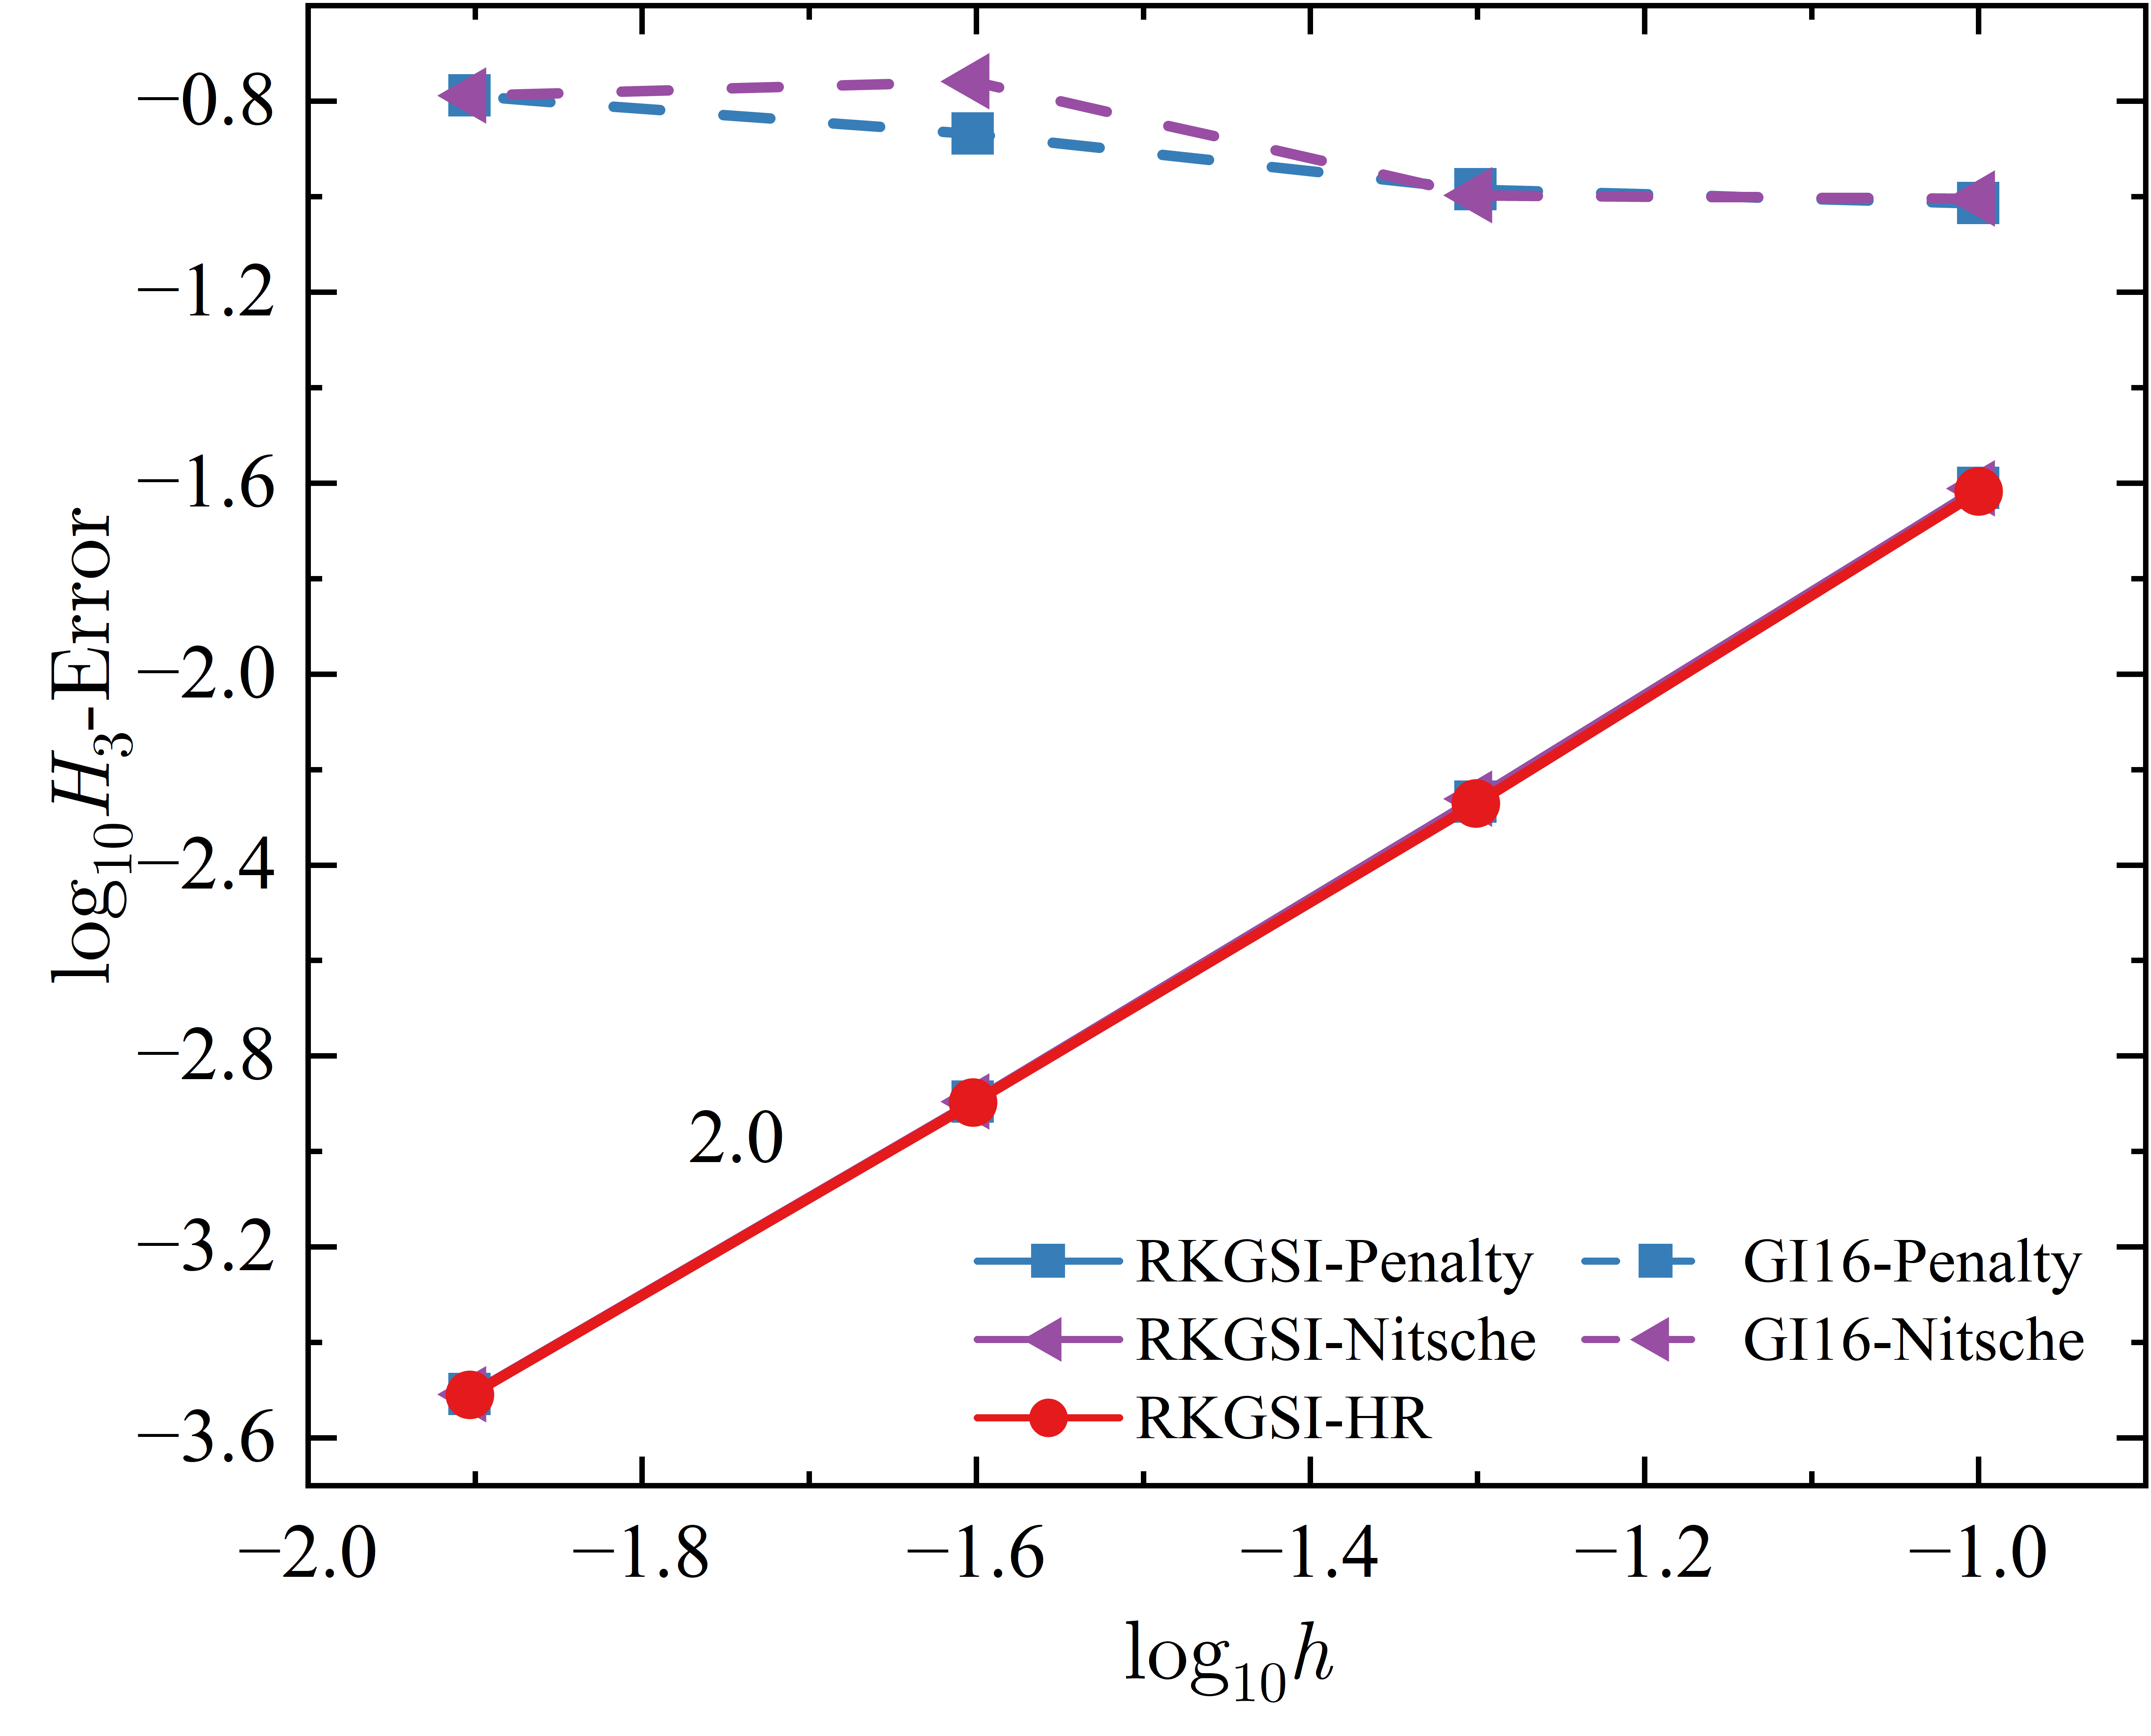 log₁₀H₃-Error
−0.8
−1.2
−1.6
−2.0
−2.4
−2.8
−3.2
−3.6
2.0
RKGSI-Penalty
GI16-Penalty
RKGSI-Nitsche
GI16-Nitsche
RKGSI-HR
−2.0 −1.8 −1.6 −1.4 −1.2 −1.0
log₁₀h